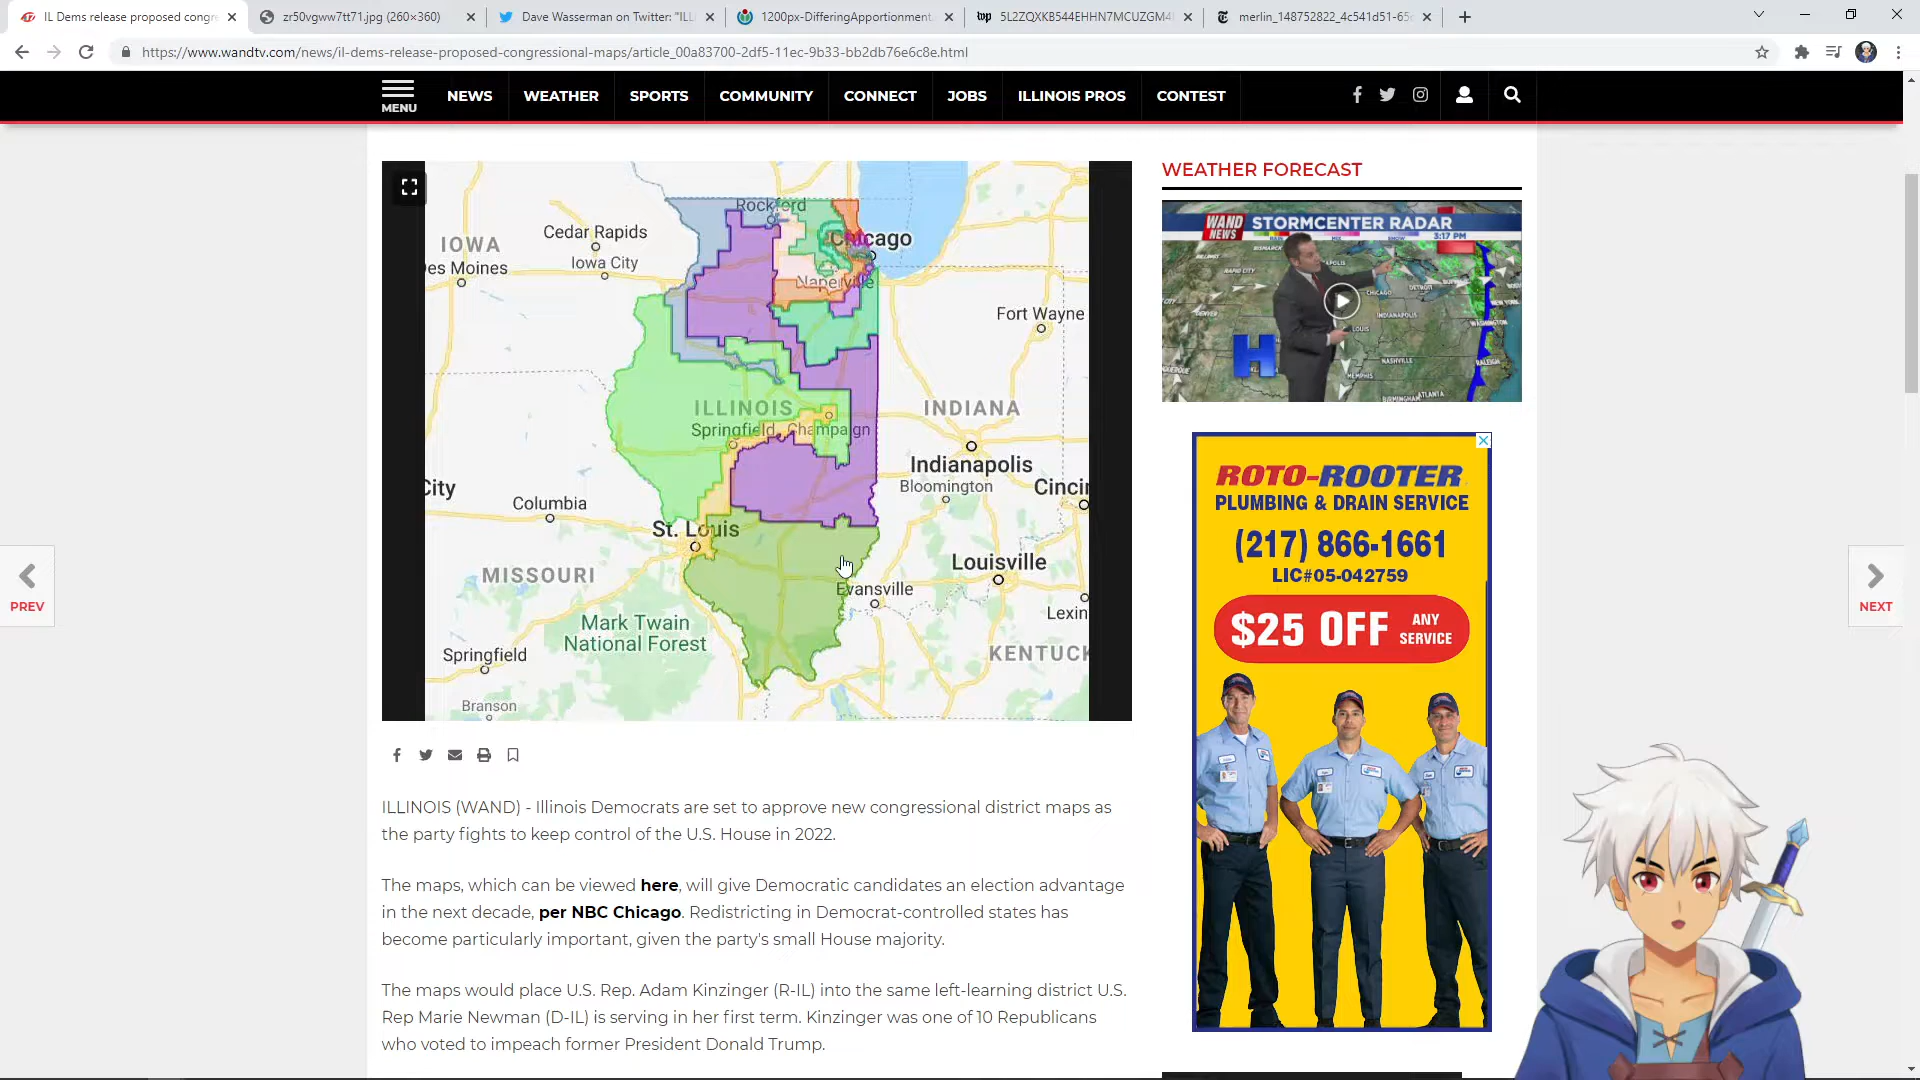 IL Dems release proposed congre
zr50vgww7tt71.jpg (260×360)
Dave Wasserman on Twitter: "ILL
1200px-DifferingApportionment
5L2ZQXKB544EHHN7MCUZGM4
merlin_148752822_4c541d51-65
https://www.wandtv.com/news/il-dems-release-proposed-congressional-maps/article_00a83700-2df5-11ec-9b33-bb2db76e6c8e.html
MENU
NEWS
WEATHER
SPORTS
COMMUNITY
CONNECT
JOBS
ILLINOIS PROS
CONTEST
Rockford
IOWA
Cedar Rapids
Chicago
es Moines
Iowa City
Naperville
Fort Wayne
ILLINOIS
INDIANA
Springfield
Champaign
Indianapolis
Bloomington
City
Cincin
Columbia
St. Louis
Louisville
MISSOURI
Evansville
Lexin
Mark Twain
National Forest
KENTUCK
Springfield
Branson
PREV
NEXT
WEATHER FORECAST
WAND
NEWS
STORMCENTER RADAR
3:17 PM
H
ROTO-ROOTER
PLUMBING & DRAIN SERVICE
(217) 866-1661
LIC#05-042759
$25 OFF ANY
SERVICE
ILLINOIS (WAND) - Illinois Democrats are set to approve new congressional district maps as
the party fights to keep control of the U.S. House in 2022.
The maps, which can be viewed here, will give Democratic candidates an election advantage
in the next decade, per NBC Chicago. Redistricting in Democrat-controlled states has
become particularly important, given the party's small House majority.
The maps would place U.S. Rep. Adam Kinzinger (R-IL) into the same left-learning district U.S.
Rep Marie Newman (D-IL) is serving in her first term. Kinzinger was one of 10 Republicans
who voted to impeach former President Donald Trump.